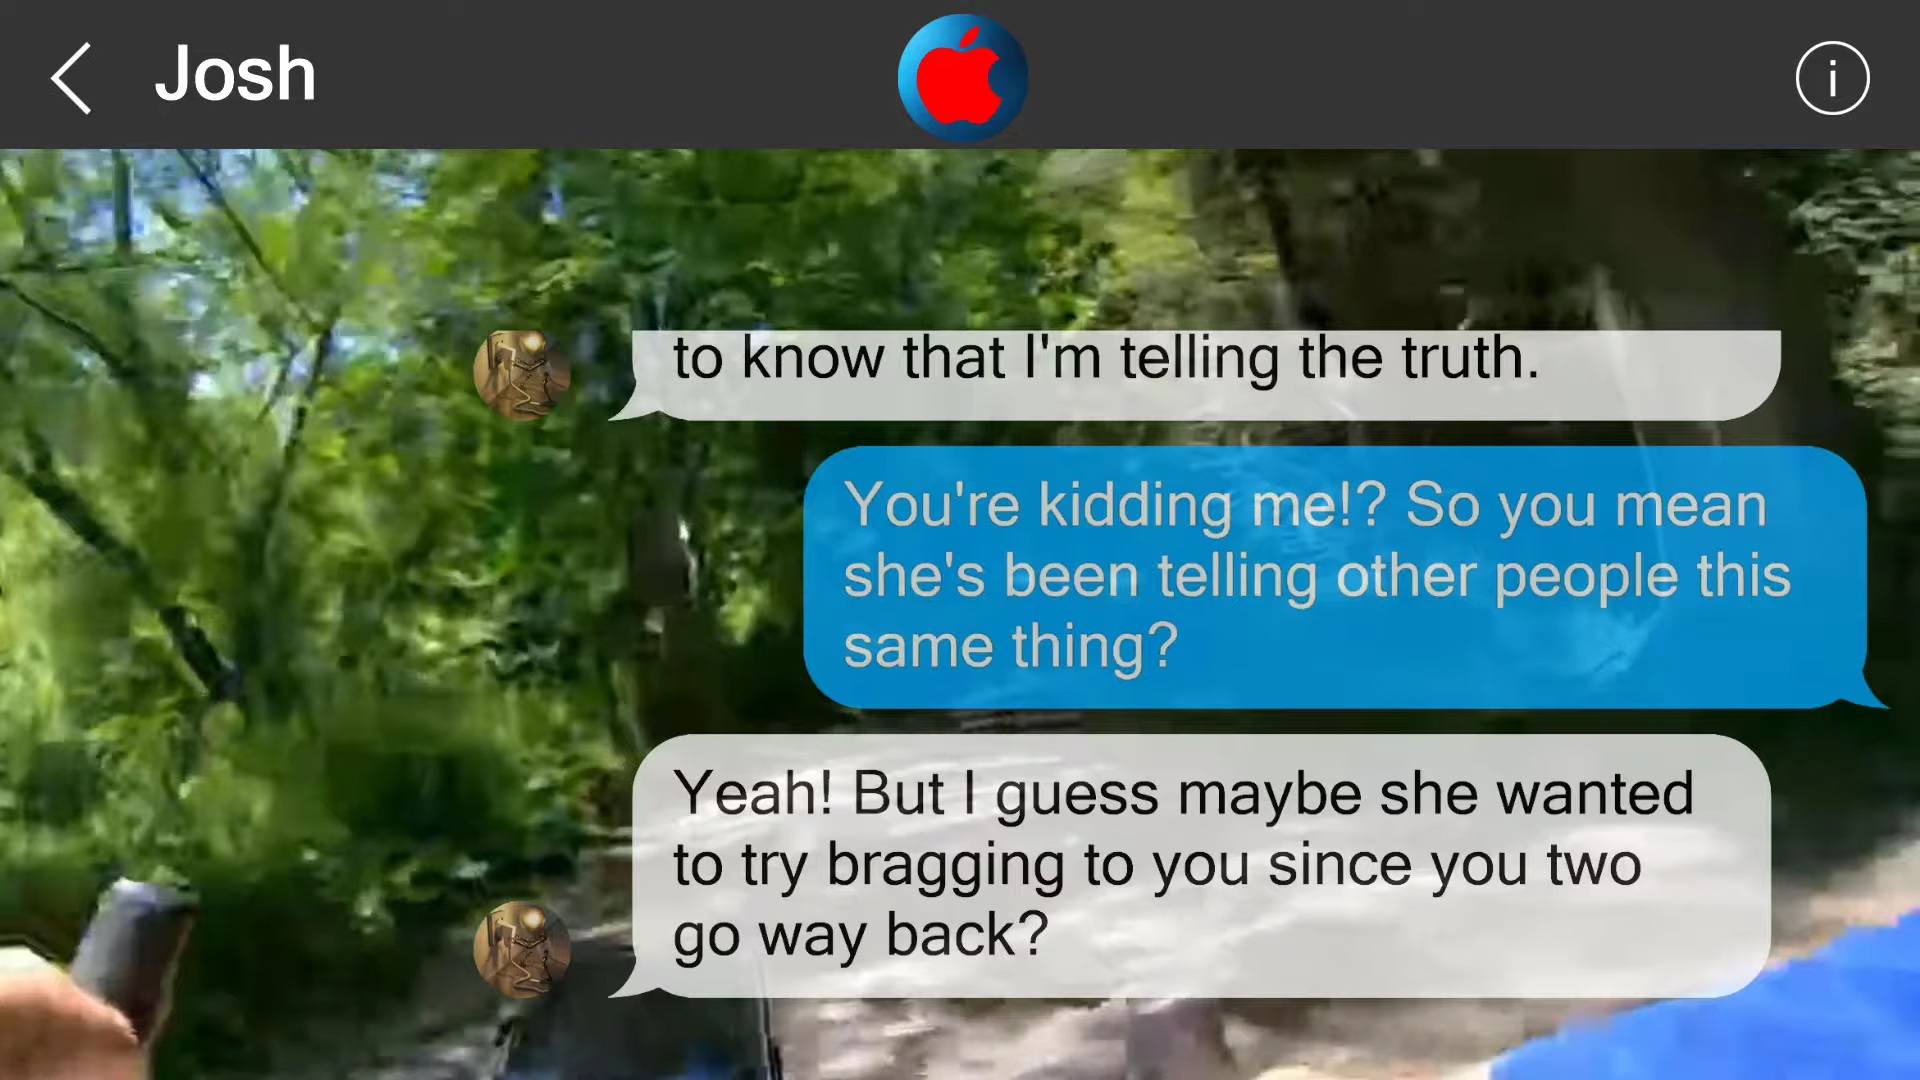 Josh
i
to know that I'm telling the truth.
You're kidding me!? So you mean
she's been telling other people this
same thing?
Yeah! But I guess maybe she wanted
to try bragging to you since you two
go way back?